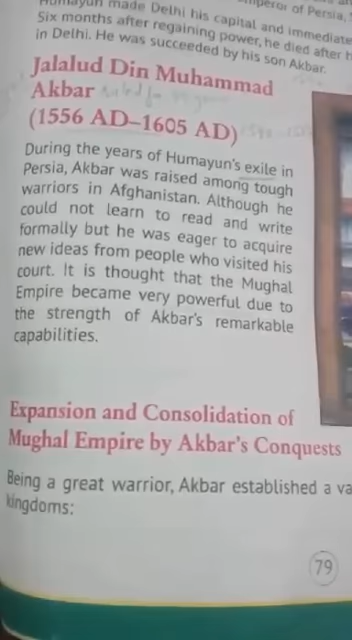 Humayun made Delhi his capital and immediate
Emperor of Persia,
Six months after regaining power, he died after h
in Delhi. He was succeeded by his son Akbar.
Jalalud Din Muhammad
Akbar
(1556 AD–1605 AD)
During the years of Humayun's exile in
Persia, Akbar was raised among tough
warriors in Afghanistan. Although he
could not learn to read and write
formally but he was eager to acquire
new ideas from people who visited his
court. It is thought that the Mughal
Empire became very powerful due to
the strength of Akbar's remarkable
capabilities.
Expansion and Consolidation of
Mughal Empire by Akbar's Conquests
Being a great warrior, Akbar established a va
kingdoms:
79